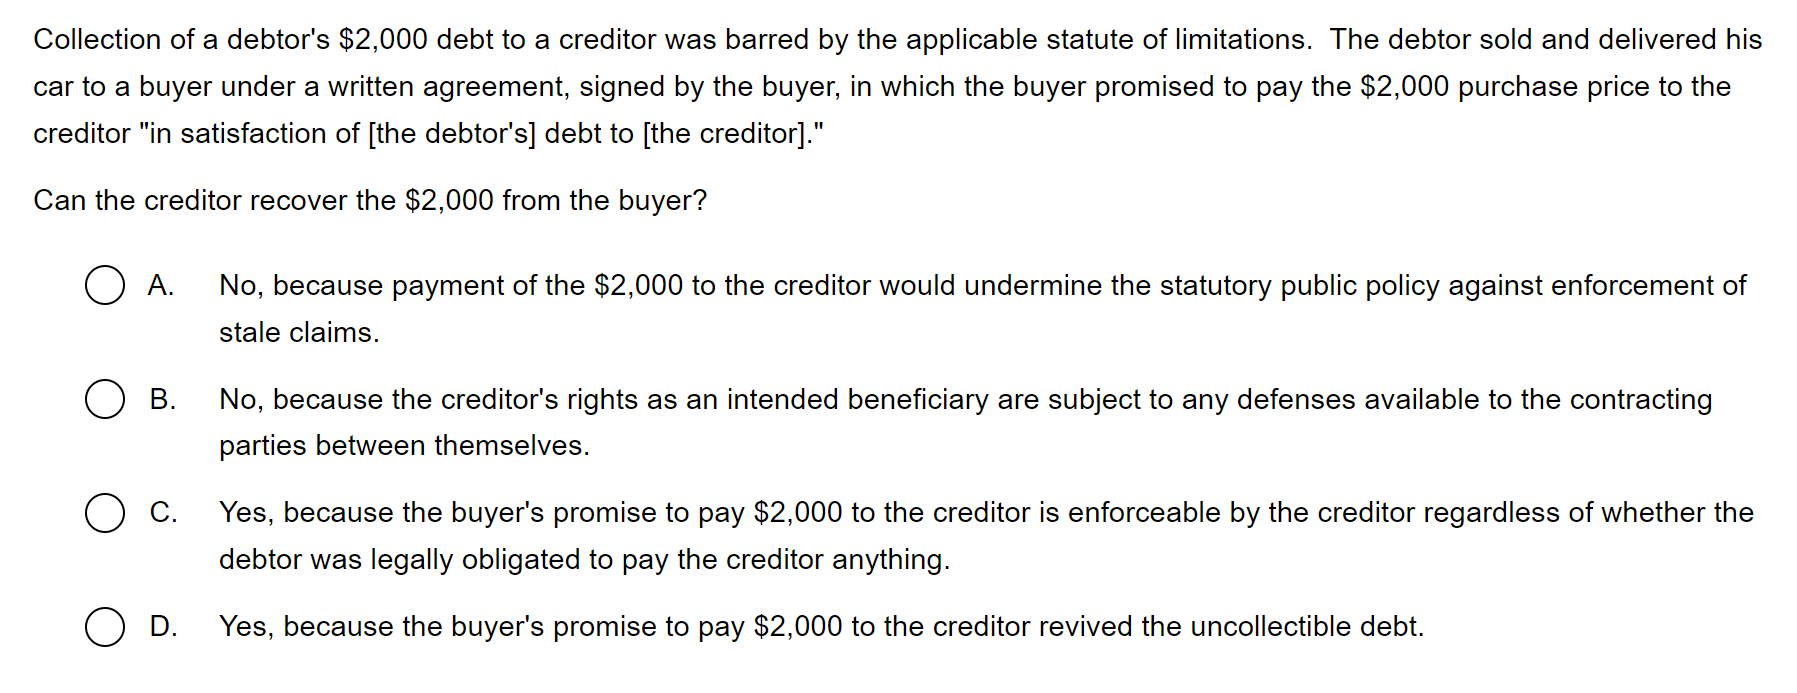 Collection of a debtor's $2,000 debt to a creditor was barred by the applicable statute of limitations.  The debtor sold and delivered his
car to a buyer under a written agreement, signed by the buyer, in which the buyer promised to pay the $2,000 purchase price to the
creditor "in satisfaction of [the debtor's] debt to [the creditor]."
Can the creditor recover the $2,000 from the buyer?
A. No, because payment of the $2,000 to the creditor would undermine the statutory public policy against enforcement of
stale claims.
B. No, because the creditor's rights as an intended beneficiary are subject to any defenses available to the contracting
parties between themselves.
C. Yes, because the buyer's promise to pay $2,000 to the creditor is enforceable by the creditor regardless of whether the
debtor was legally obligated to pay the creditor anything.
D. Yes, because the buyer's promise to pay $2,000 to the creditor revived the uncollectible debt.